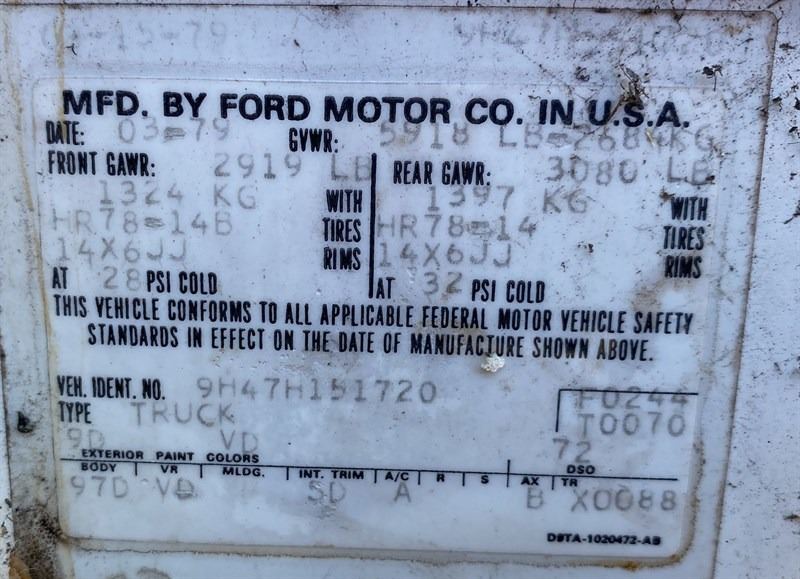 MFD. BY FORD MOTOR CO. IN U.S.A.
DATE: 03-79 GVWR: 5918 LB-2684KG
FRONT GAWR: 2919 LB REAR GAWR: 3080 LB
1324 KG WITH 1397 KG WITH
HR78-14B TIRES HR78-14 TIRES
14X6JJ RIMS 14X6JJ RIMS
AT 28 PSI COLD AT 32 PSI COLD
THIS VEHICLE CONFORMS TO ALL APPLICABLE FEDERAL MOTOR VEHICLE SAFETY
STANDARDS IN EFFECT ON THE DATE OF MANUFACTURE SHOWN ABOVE.
VEH. IDENT. NO. 9H47H151720 F0244
TYPE TRUCK T0070
9D VD 72
EXTERIOR PAINT COLORS DSO
BODY VR MLDG. INT. TRIM A/C R S AX TR
97D VD SD A B X0088
D9TA-1020472-AB